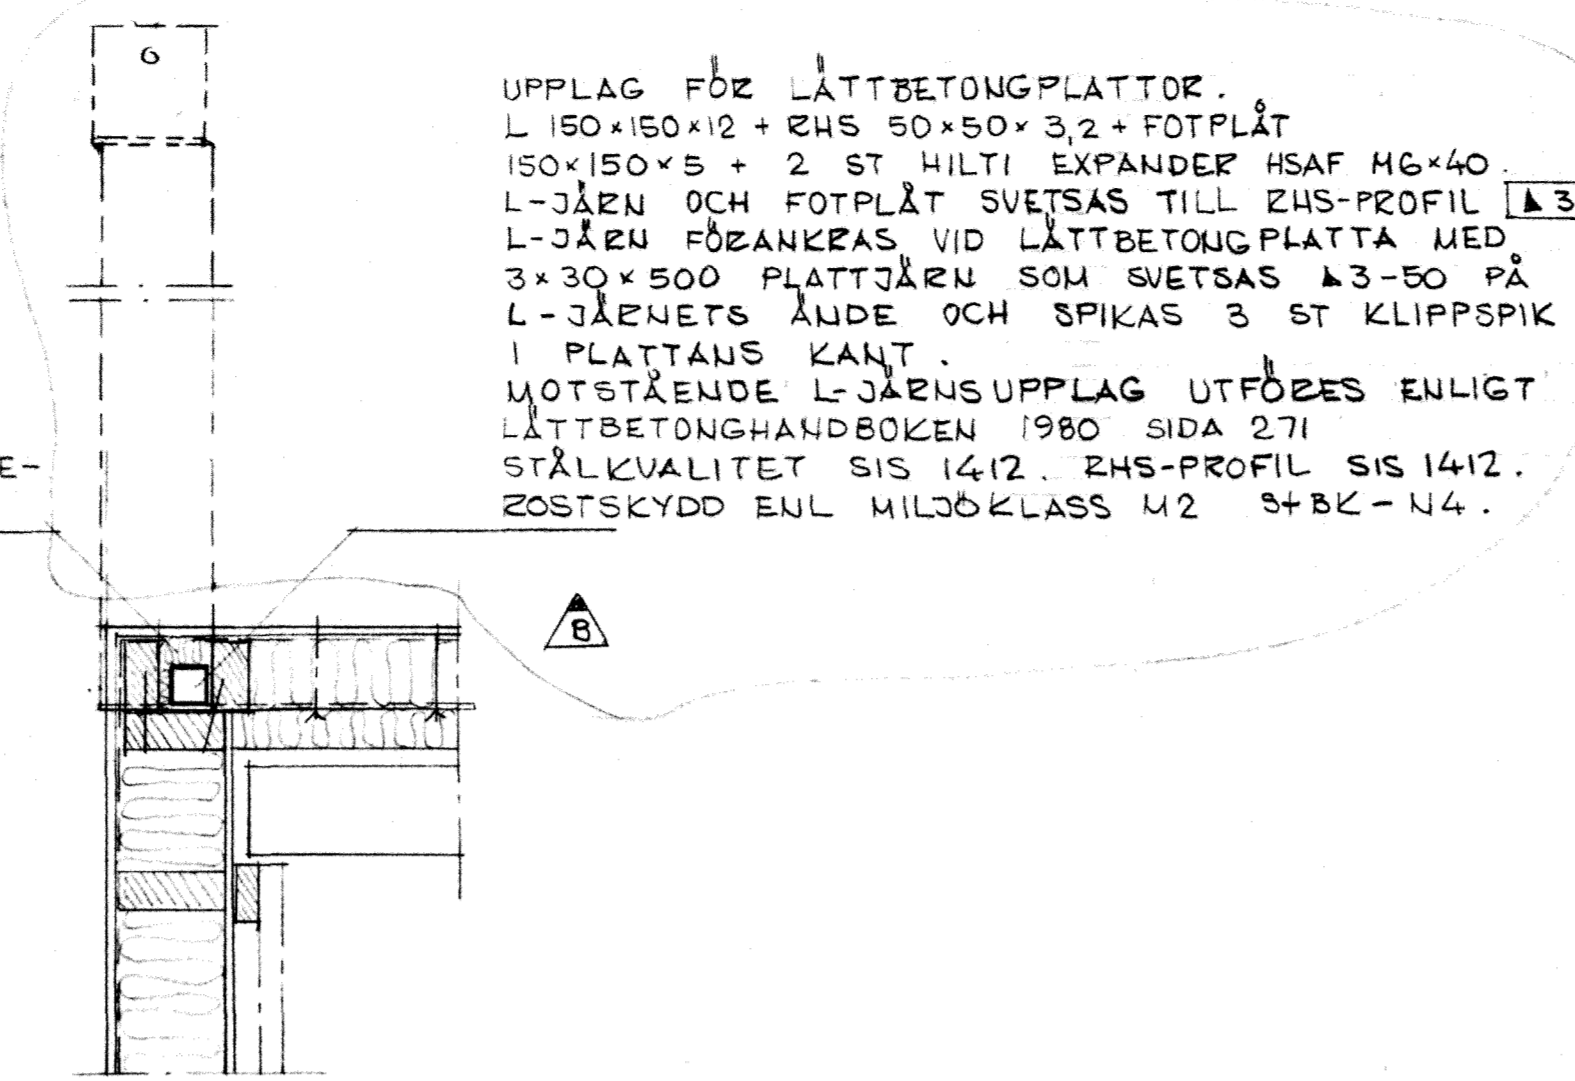 6
UPPLAG FÖR LÄTTBETONGPLATTOR.
L 150×150×12 + RHS 50×50×3,2 + FOTPLÅT
150×150×5 + 2 ST HILTI EXPANDER HSAF M6×40.
L-JÄRN OCH FOTPLÅT SVETSAS TILL RHS-PROFIL ▲3
L-JÄRN FÖRANKRAS VID LÄTTBETONGPLATTA MED
3×30×500 PLATTJÄRN SOM SVETSAS ▲3-50 PÅ
L-JÄRNETS ÄNDE OCH SPIKAS 3 ST KLIPPSPIK
I PLATTANS KANT.
MOTSTÅENDE L-JÄRNSUPPLAG UTFÖRES ENLIGT
LÄTTBETONGHANDBOKEN 1980 SIDA 271
E-
STÅLKVALITET SIS 1412. RHS-PROFIL SIS 1412.
ROSTSKYDD ENL MILJÖKLASS M2 StBK-N4.
B